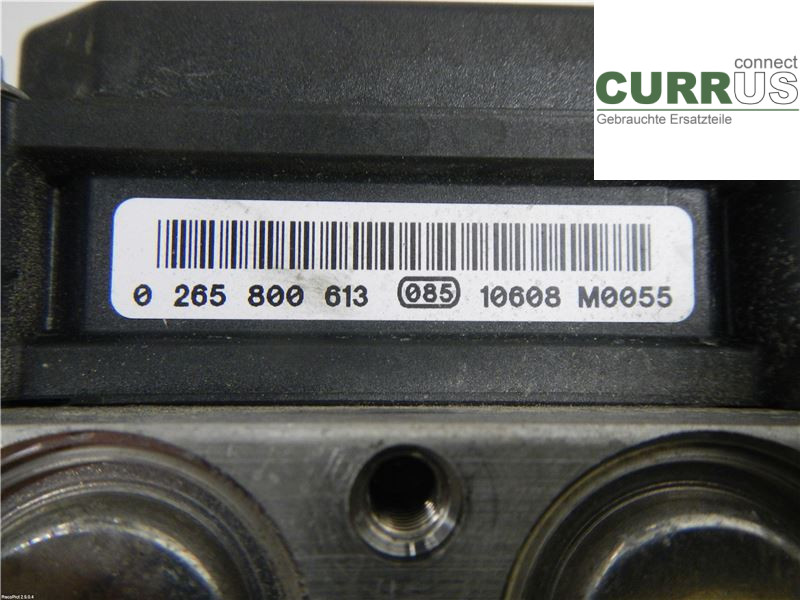 connect
CURRUS
Gebrauchte Ersatzteile
0 265 800 613 085 10608 M0055